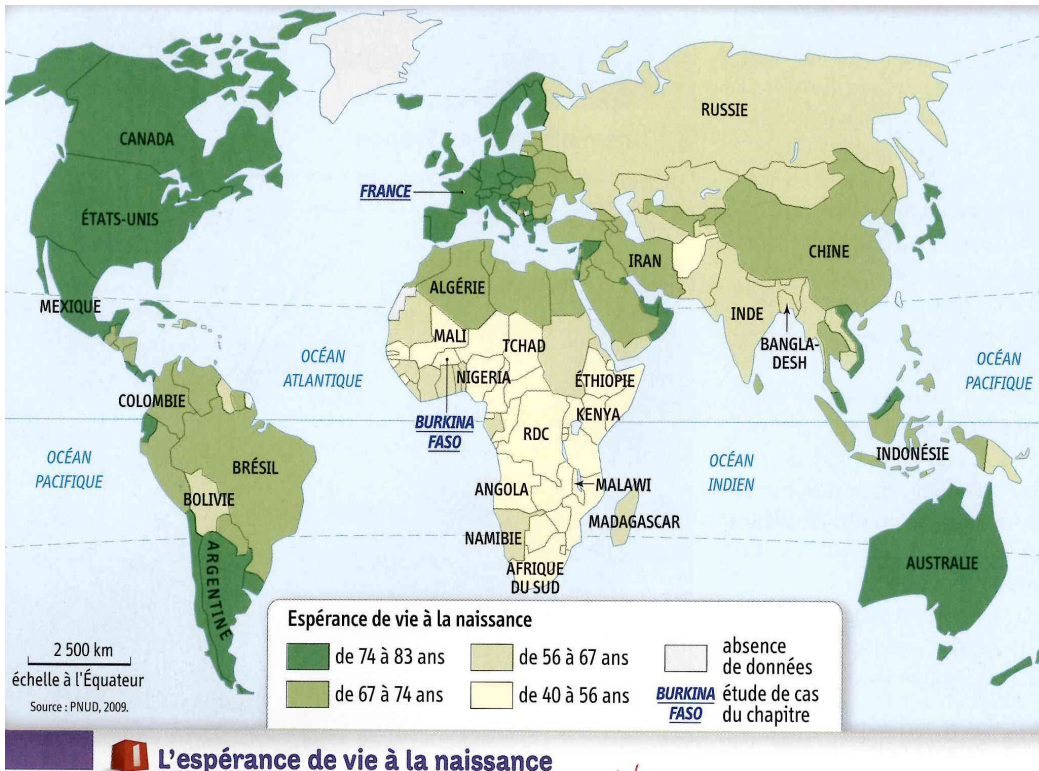 CANADA
RUSSIE
FRANCE
ÉTATS-UNIS
CHINE
IRAN
ALGÉRIE
MEXIQUE
INDE
MALI
TCHAD
BANGLA-
DESH
OCÉAN
ATLANTIQUE
OCÉAN
PACIFIQUE
NIGERIA
ÉTHIOPIE
COLOMBIE
KENYA
BURKINA
FASO
RDC
OCÉAN
PACIFIQUE
BRÉSIL
OCÉAN
INDIEN
INDONÉSIE
BOLIVIE
ANGOLA
MALAWI
MADAGASCAR
NAMIBIE
ARGENTINE
AFRIQUE
DU SUD
AUSTRALIE
Espérance de vie à la naissance
de 74 à 83 ans
de 56 à 67 ans
absence
de données
de 67 à 74 ans
de 40 à 56 ans
BURKINA
FASO
étude de cas
du chapitre
2 500 km
échelle à l'Équateur
Source : PNUD, 2009.
L'espérance de vie à la naissance